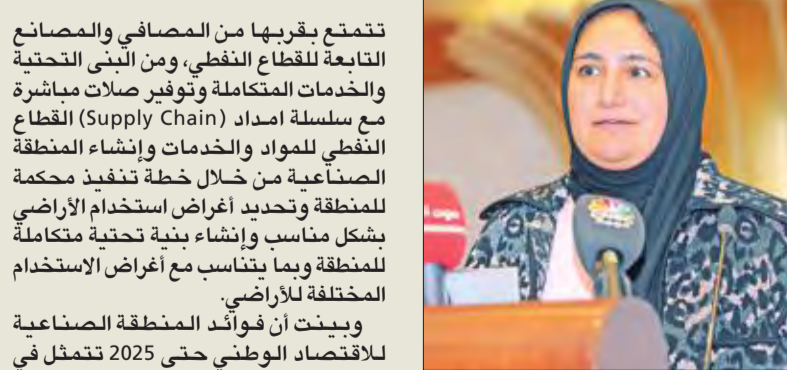 تتمتع بقربها من المصافي والمصانع
التابعة للقطاع النفطي، ومن البنى التحتية
والخدمات المتكاملة وتوفير صلات مباشرة
مع سلسلة امداد (Supply Chain) القطاع
النفطي للمواد والخدمات وإنشاء المنطقة
الصناعية من خلال خطة تنفيذ محكمة
للمنطقة وتحديد أغراض استخدام الأراضي
بشكل مناسب وإنشاء بنية تحتية متكاملة
للمنطقة وبما يتناسب مع أغراض الاستخدام
المختلفة للأراضي.
وبينت أن فوائد المنطقة الصناعية
للاقتصاد الوطني حتى 2025 تتمثل في